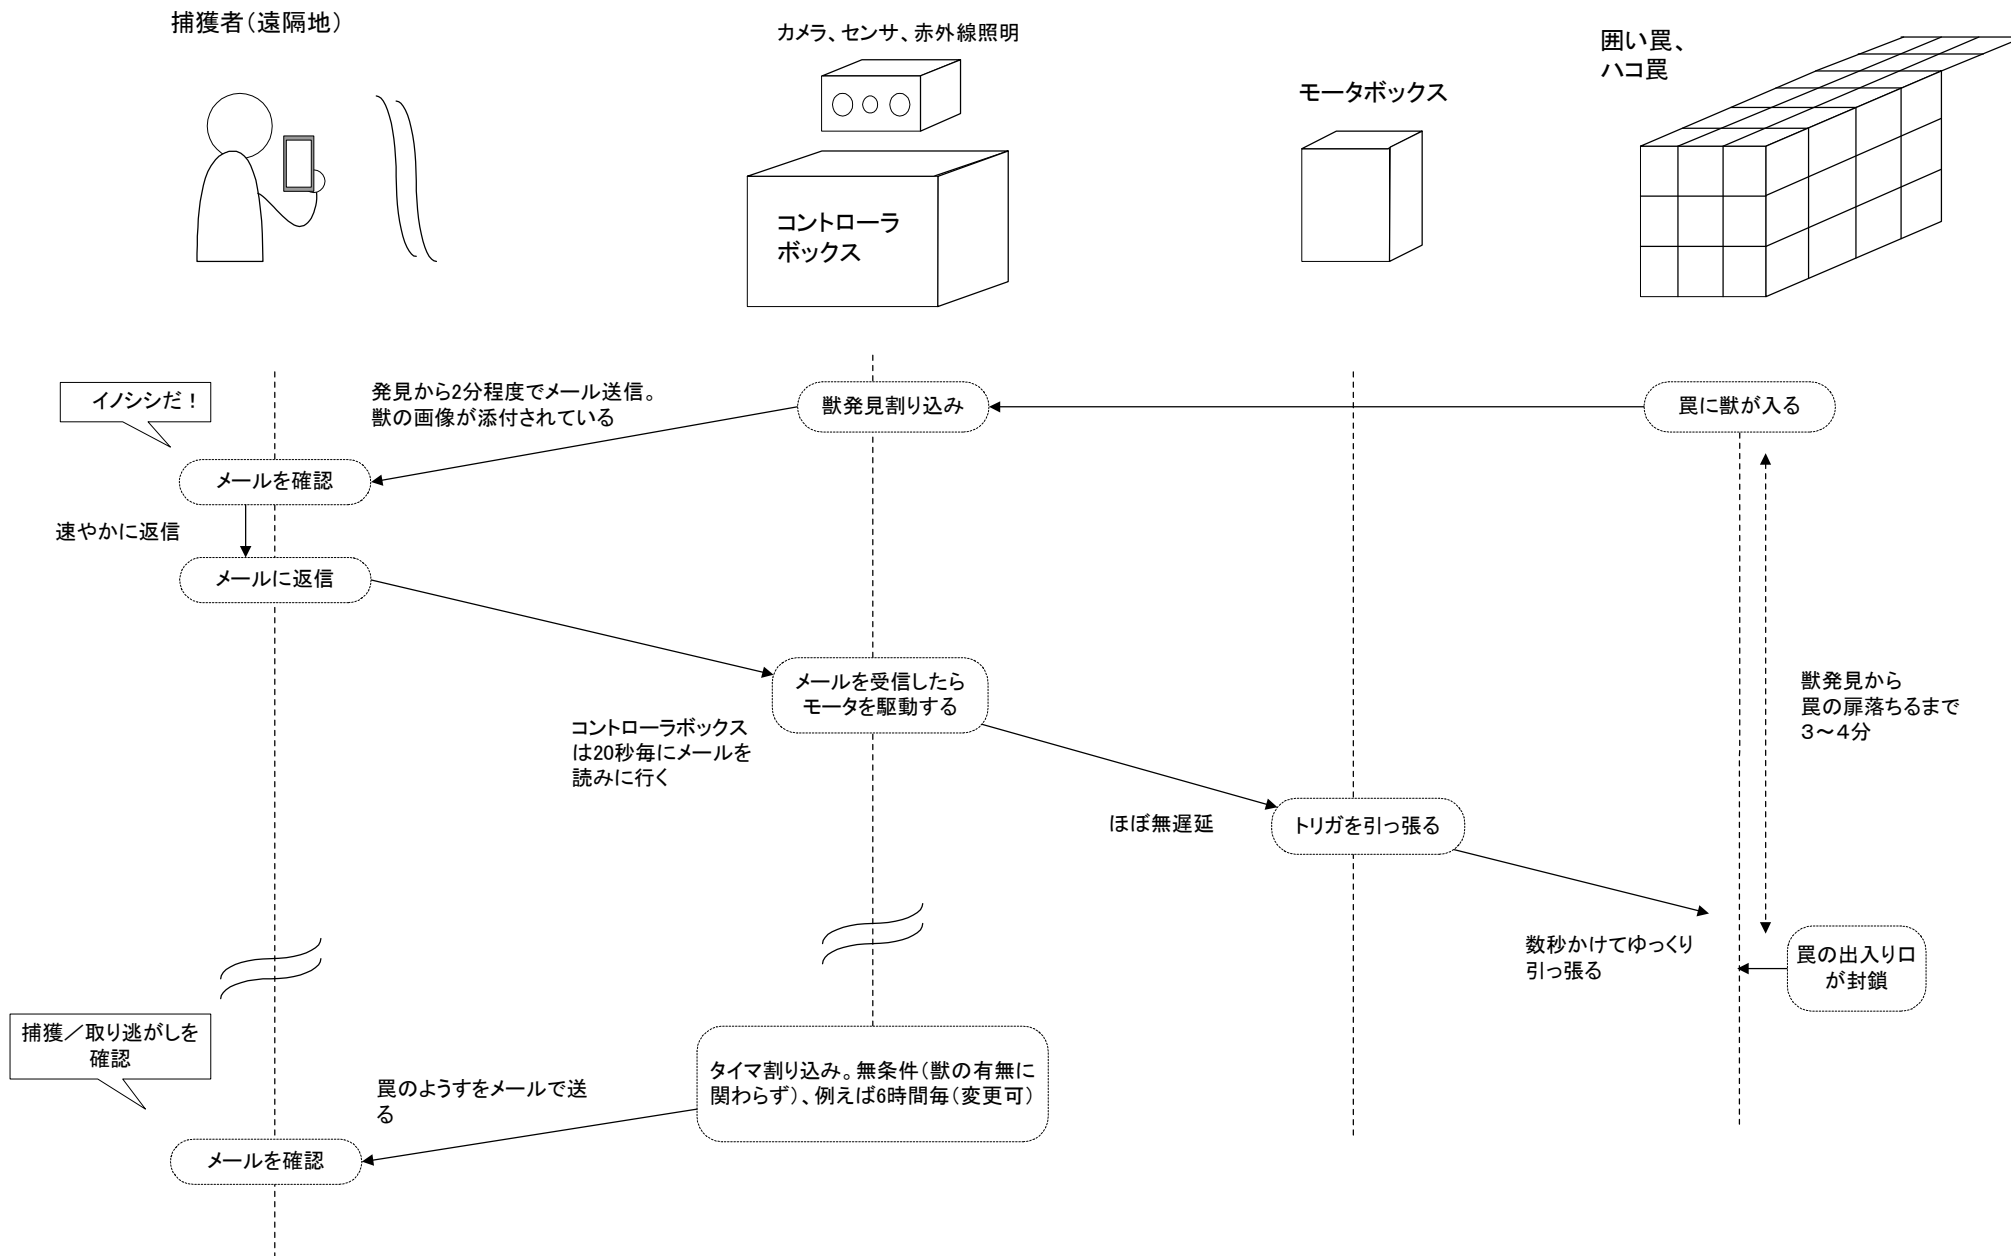 捕獲者（遠隔地）
カメラ、センサ、赤外線照明
囲い罠、
ハコ罠
モータボックス
コントローラ
ボックス
イノシシだ！
発見から2分程度でメール送信。
獣の画像が添付されている
獣発見割り込み
罠に獣が入る
メールを確認
速やかに返信
メールに返信
メールを受信したら
モータを駆動する
コントローラボックス
は20秒毎にメールを
読みに行く
獣発見から
罠の扉落ちるまで
３～４分
ほぼ無遅延
トリガを引っ張る
数秒かけてゆっくり
引っ張る
罠の出入り口
が封鎖
捕獲／取り逃がしを
確認
罠のようすをメールで送
る
タイマ割り込み。無条件（獣の有無に
関わらず）、例えば6時間毎（変更可）
メールを確認